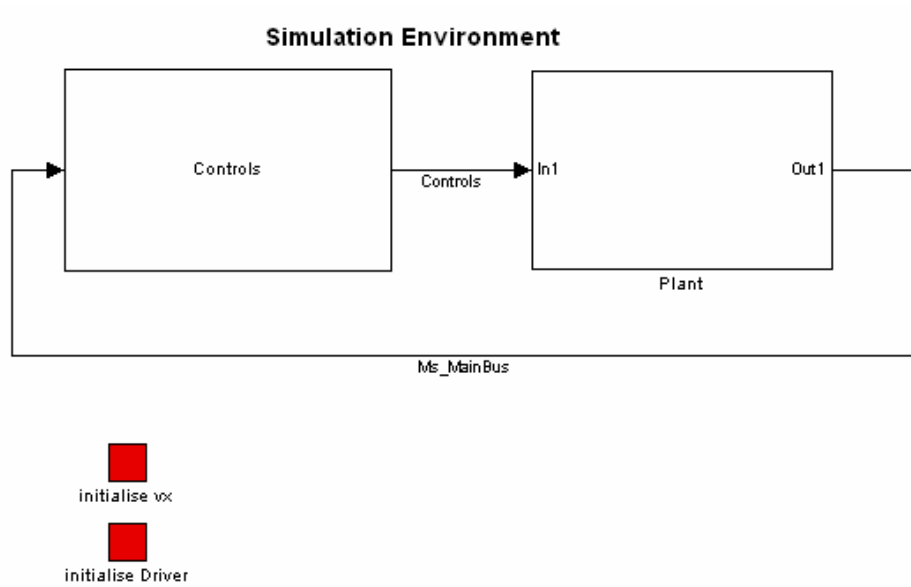 Simulation Environment
Controls
Controls
In1
Out1
Plant
Ms_MainBus
initialise vx
initialise Driver